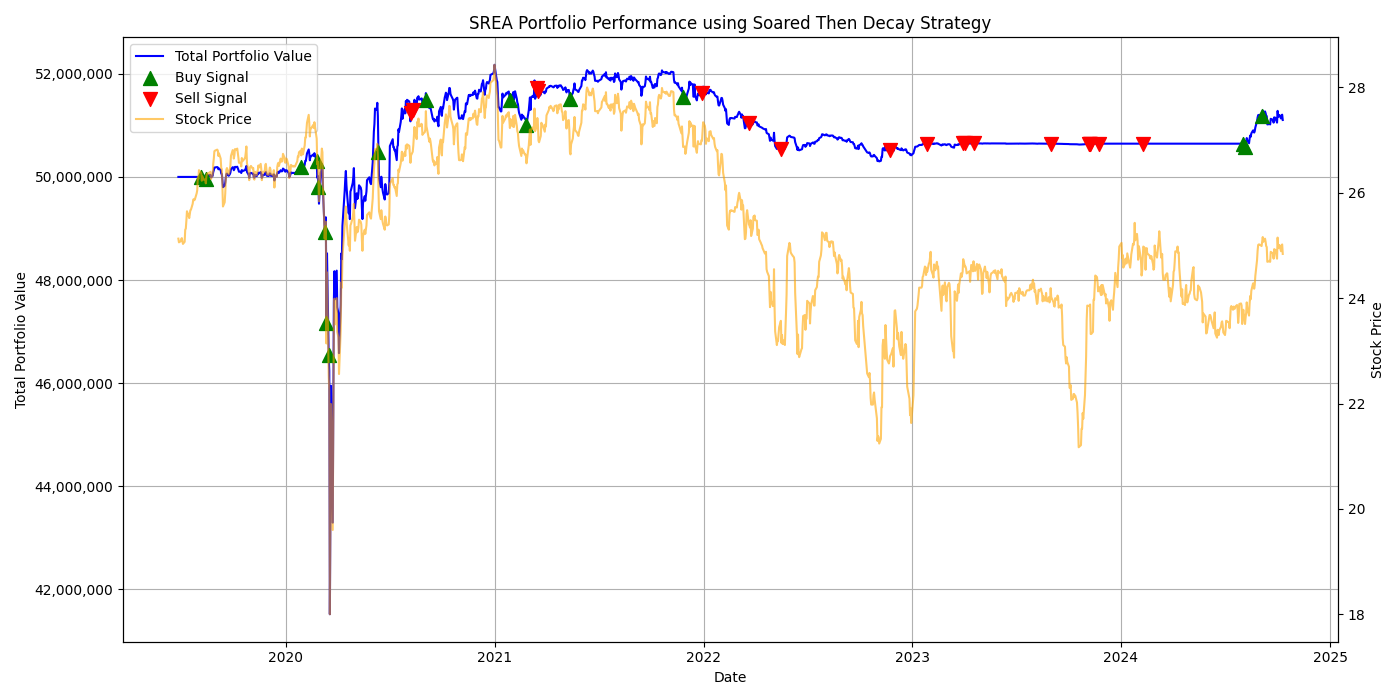 SREA Portfolio Performance using Soared Then Decay Strategy
Total Portfolio Value
Buy Signal
Sell Signal
Stock Price
52,000,000
50,000,000
48,000,000
46,000,000
44,000,000
42,000,000
Total Portfolio Value
28
26
24
22
20
18
Stock Price
2020
2021
2022
2023
2024
2025
Date